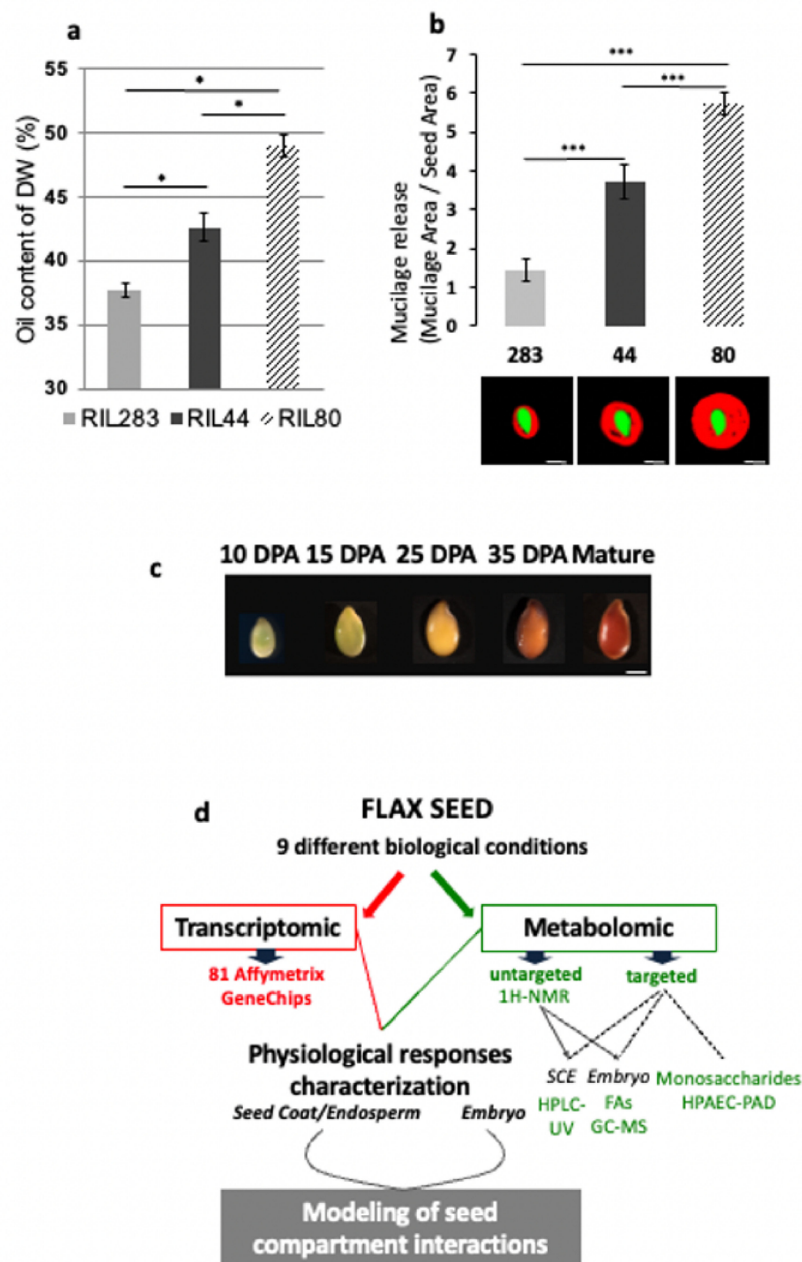 a
55
50
45
40
35
30
Oil content of DW (%)
*
*
*
RIL283 RIL44 RIL80
b
7
6
5
4
3
2
1
0
Mucilage release
(Mucilage Area / Seed Area)
***
***
***
283 44 80
c
10 DPA 15 DPA 25 DPA 35 DPA Mature
d
FLAX SEED
9 different biological conditions
Transcriptomic
Metabolomic
81 Affymetrix
GeneChips
untargeted
1H-NMR
targeted
Physiological responses
characterization
Seed Coat/Endosperm Embryo
SCE Embryo Monosaccharides
HPLC-
UV
FAs
GC-MS
HPAEC-PAD
Modeling of seed
compartment interactions